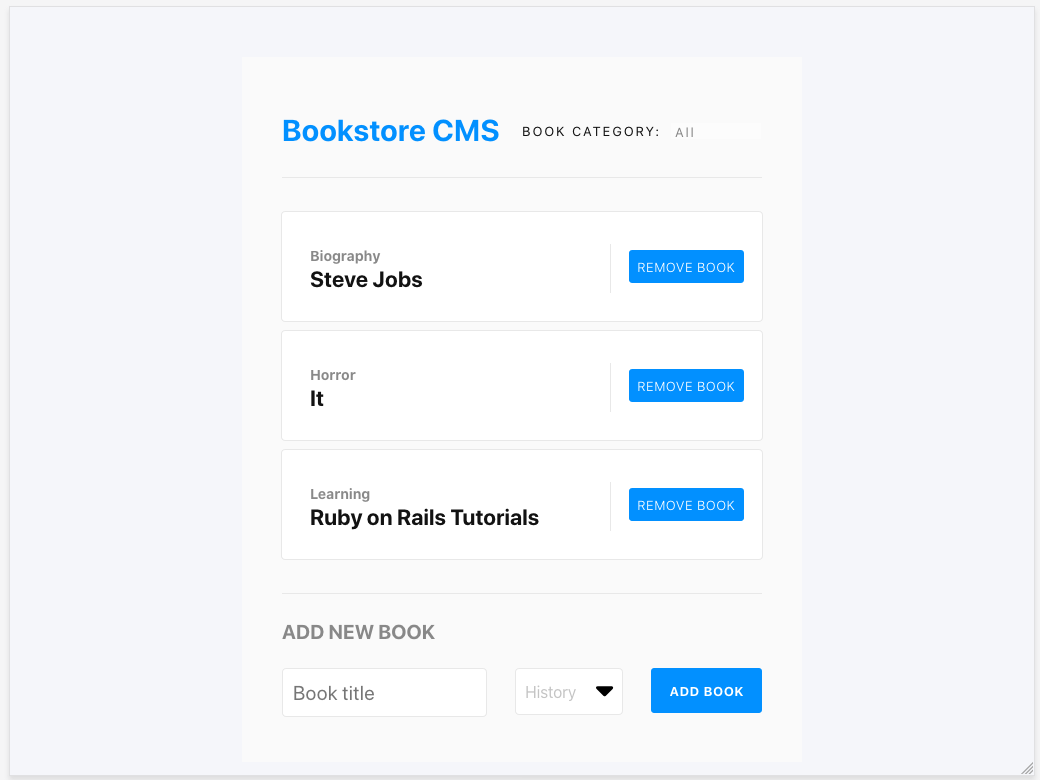 Bookstore CMS BOOK CATEGORY: All
Biography
Steve Jobs
REMOVE BOOK
Horror
It
REMOVE BOOK
Learning
Ruby on Rails Tutorials
REMOVE BOOK
ADD NEW BOOK
Book title History ADD BOOK